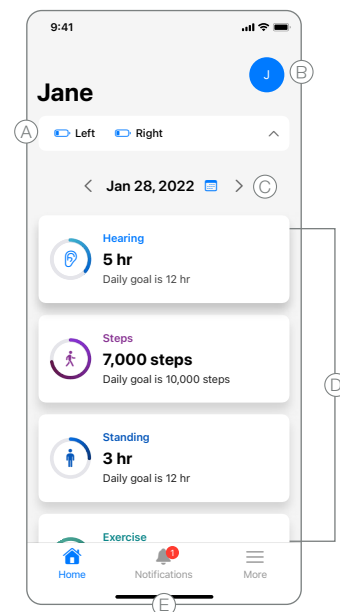 9:41
J
B
Jane
A
Left
Right
Jan 28, 2022
C
Hearing
5 hr
Daily goal is 12 hr
Steps
7,000 steps
Daily goal is 10,000 steps
D
Standing
3 hr
Daily goal is 12 hr
Exercise
1
Home
Notifications
More
E